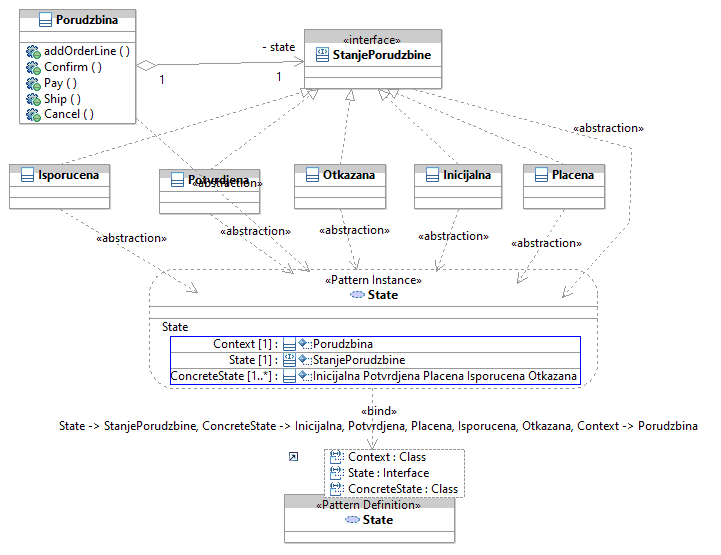 Porudzbina
addOrderLine ( )
Confirm ( )
Pay ( )
Ship ( )
Cancel ( )
- state
1
1
«interface»
StanjePorudzbine
«abstraction»
Isporucena
Potvrdjena
Otkazana
Inicijalna
Placena
«abstraction»
«abstraction»
«abstraction»
«abstraction»
«abstraction»
«abstraction»
«Pattern Instance»
State
State
Context [1] : Porudzbina
State [1] : StanjePorudzbine
ConcreteState [1..*] : Inicijalna Potvrdjena Placena Isporucena Otkazana
«bind»
State -> StanjePorudzbine, ConcreteState -> Inicijalna, Potvrdjena, Placena, Isporucena, Otkazana, Context -> Porudzbina
Context : Class
State : Interface
ConcreteState : Class
«Pattern Definition»
State